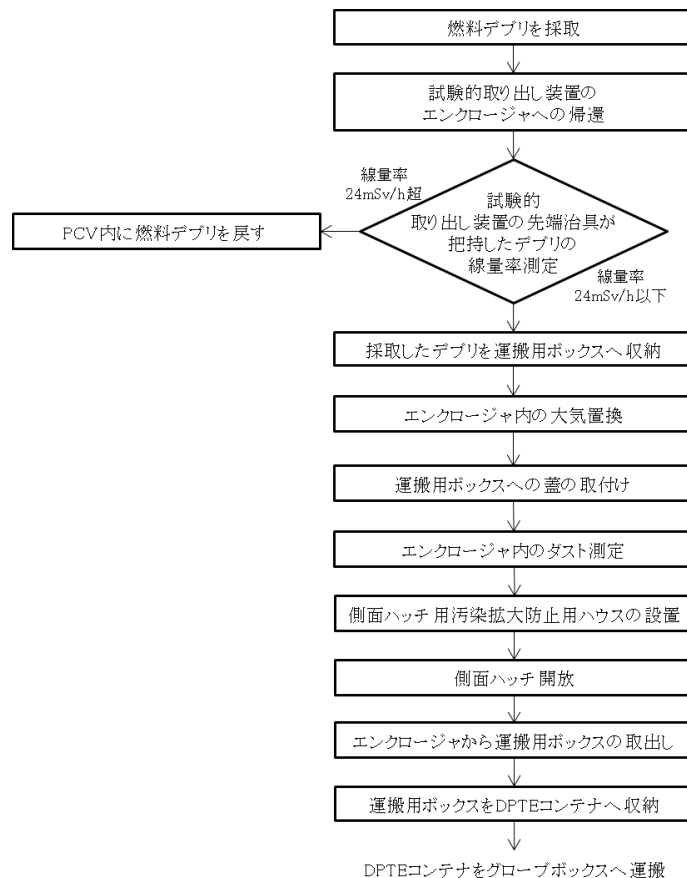 燃料デブリを採取
試験的取り出し装置の
エンクロージャへの帰還
線量率
24mSv/h超
試験的
取り出し装置の先端治具が
把持したデブリの
線量率測定
PCV内に燃料デブリを戻す
線量率
24mSv/h以下
採取したデブリを運搬用ボックスへ収納
エンクロージャ内の大気置換
運搬用ボックスへの蓋の取付け
エンクロージャ内のダスト測定
側面ハッチ用汚染拡大防止用ハウスの設置
側面ハッチ開放
エンクロージャから運搬用ボックスの取出し
運搬用ボックスをDPTEコンテナへ収納
DPTEコンテナをグローブボックスへ運搬